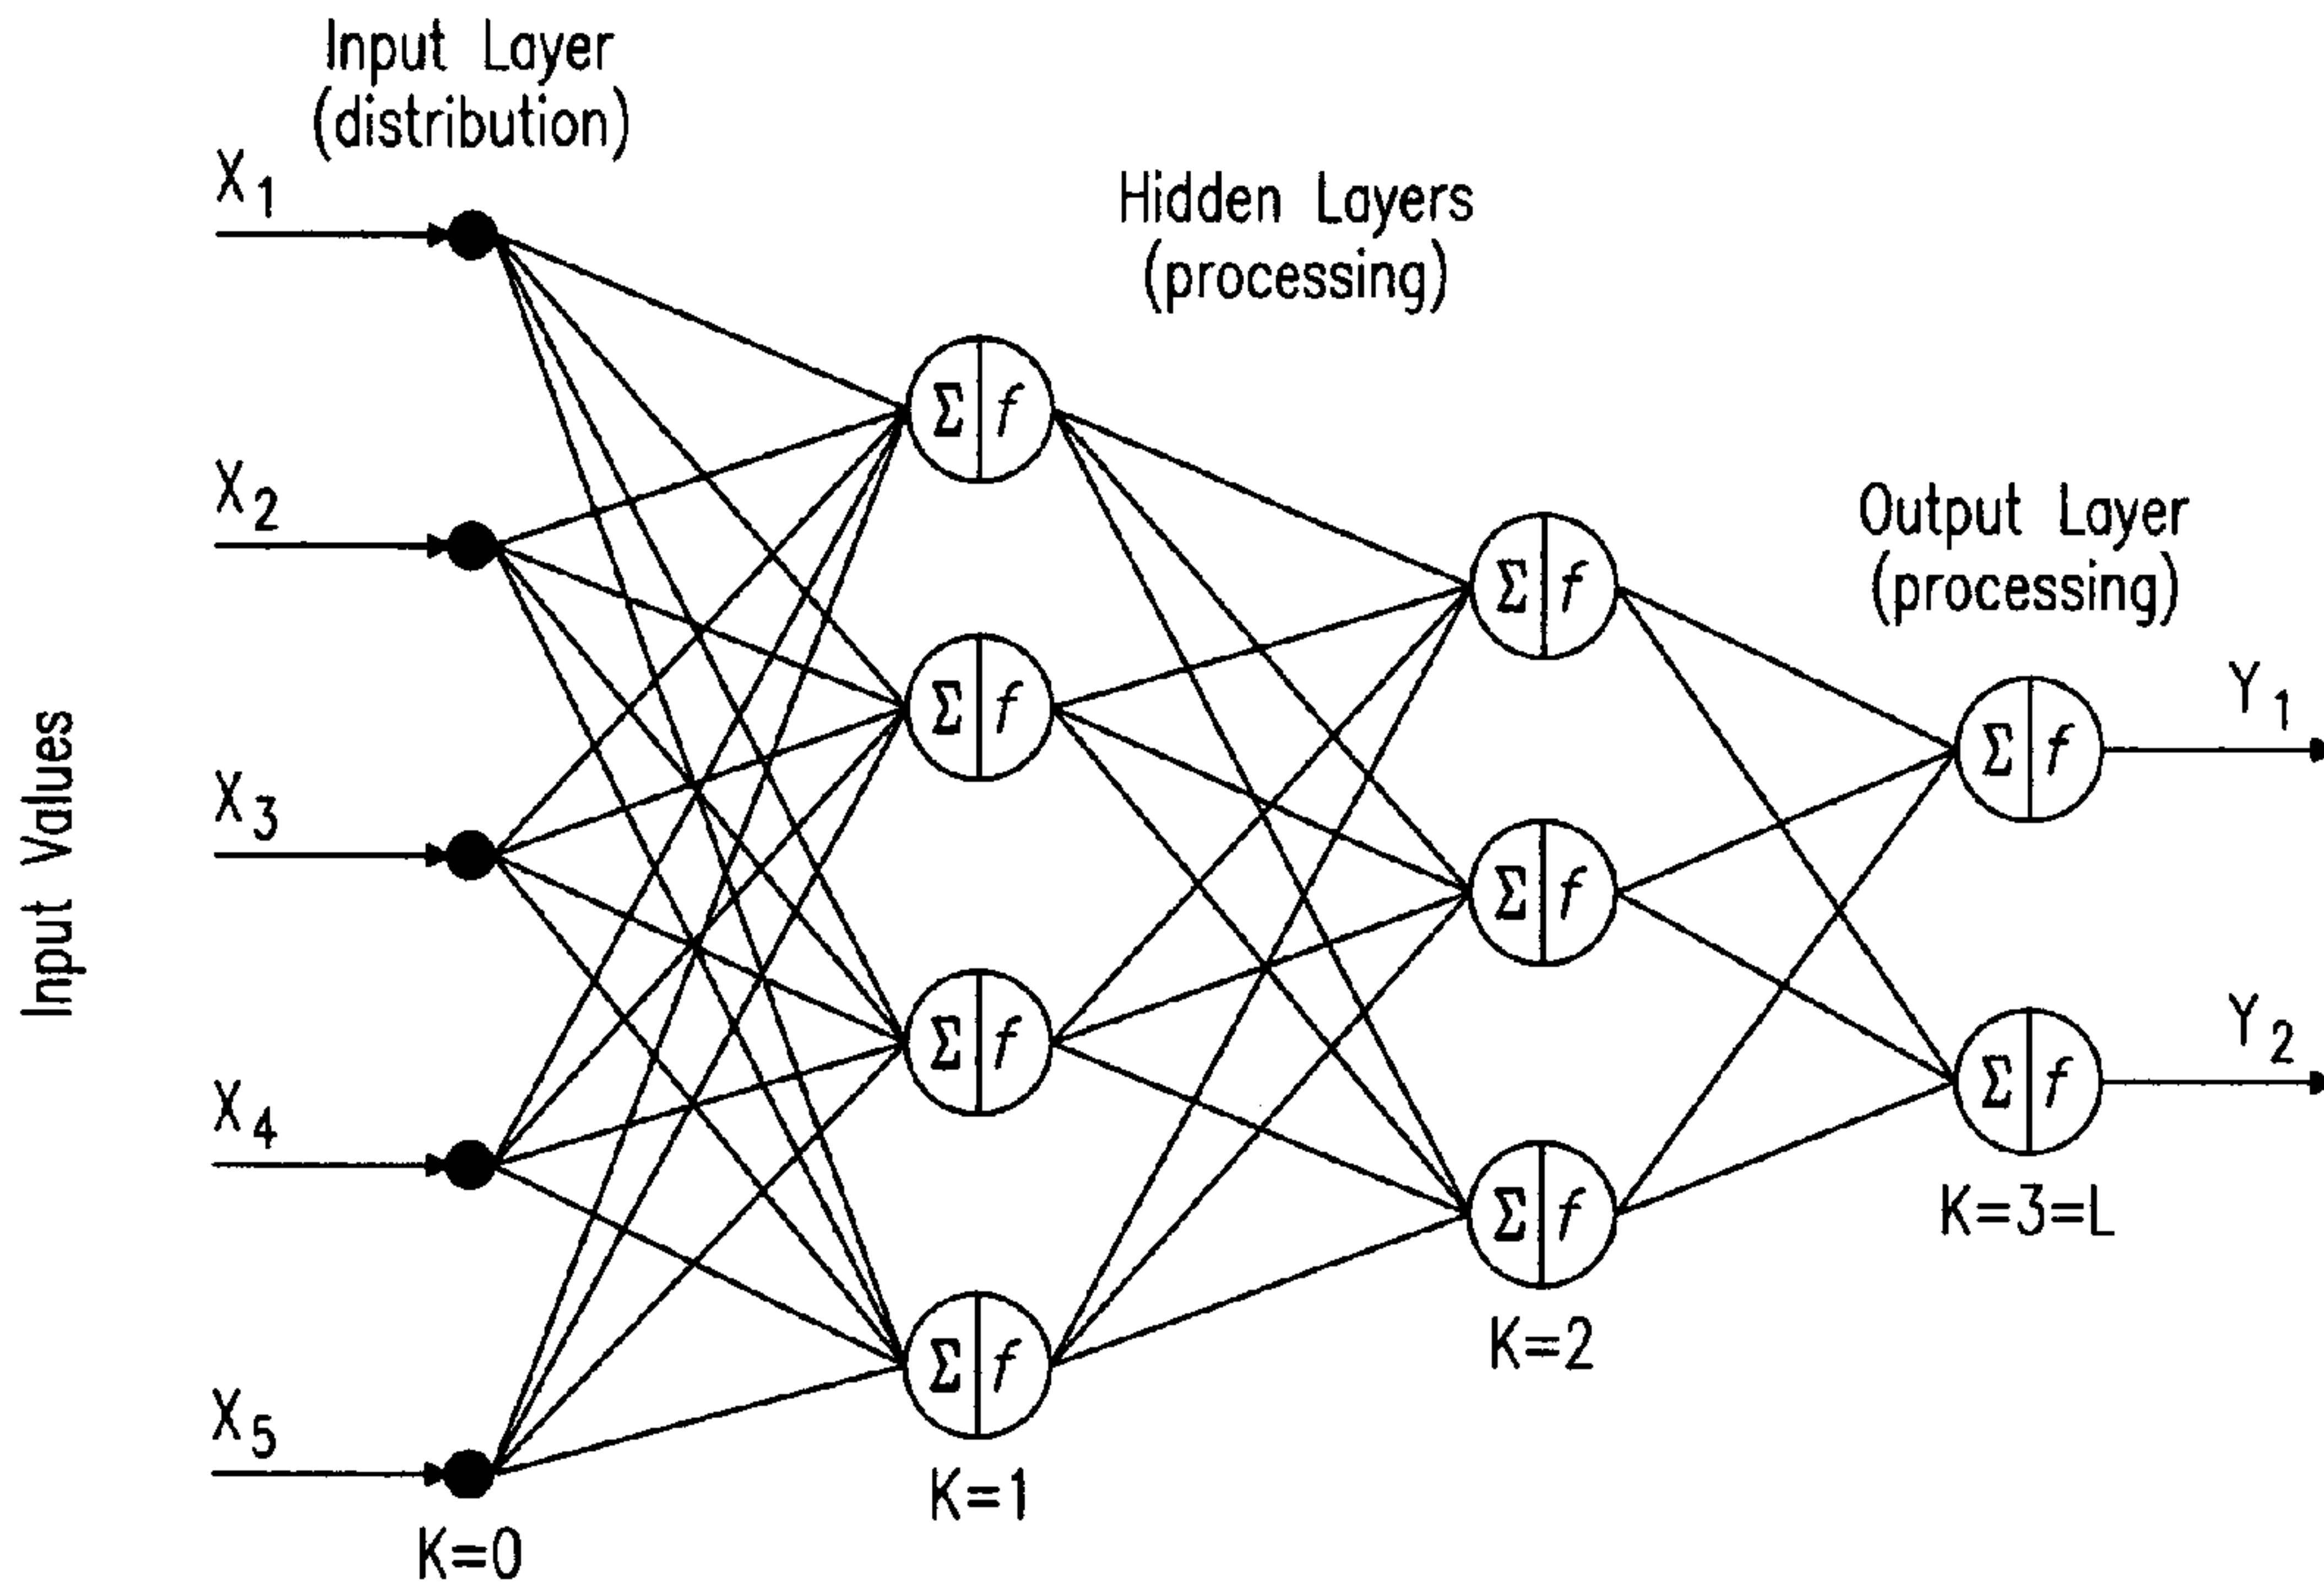 Input Layer
(distribution)
Hidden Layers
(processing)
Output Layer
(processing)
Input Values
X1
X2
X3
X4
X5
Σ f
Σ f
Σ f
Σ f
Σ f
Σ f
Σ f
Σ f
Σ f
Y1
Y2
K=0
K=1
K=2
K=3=L